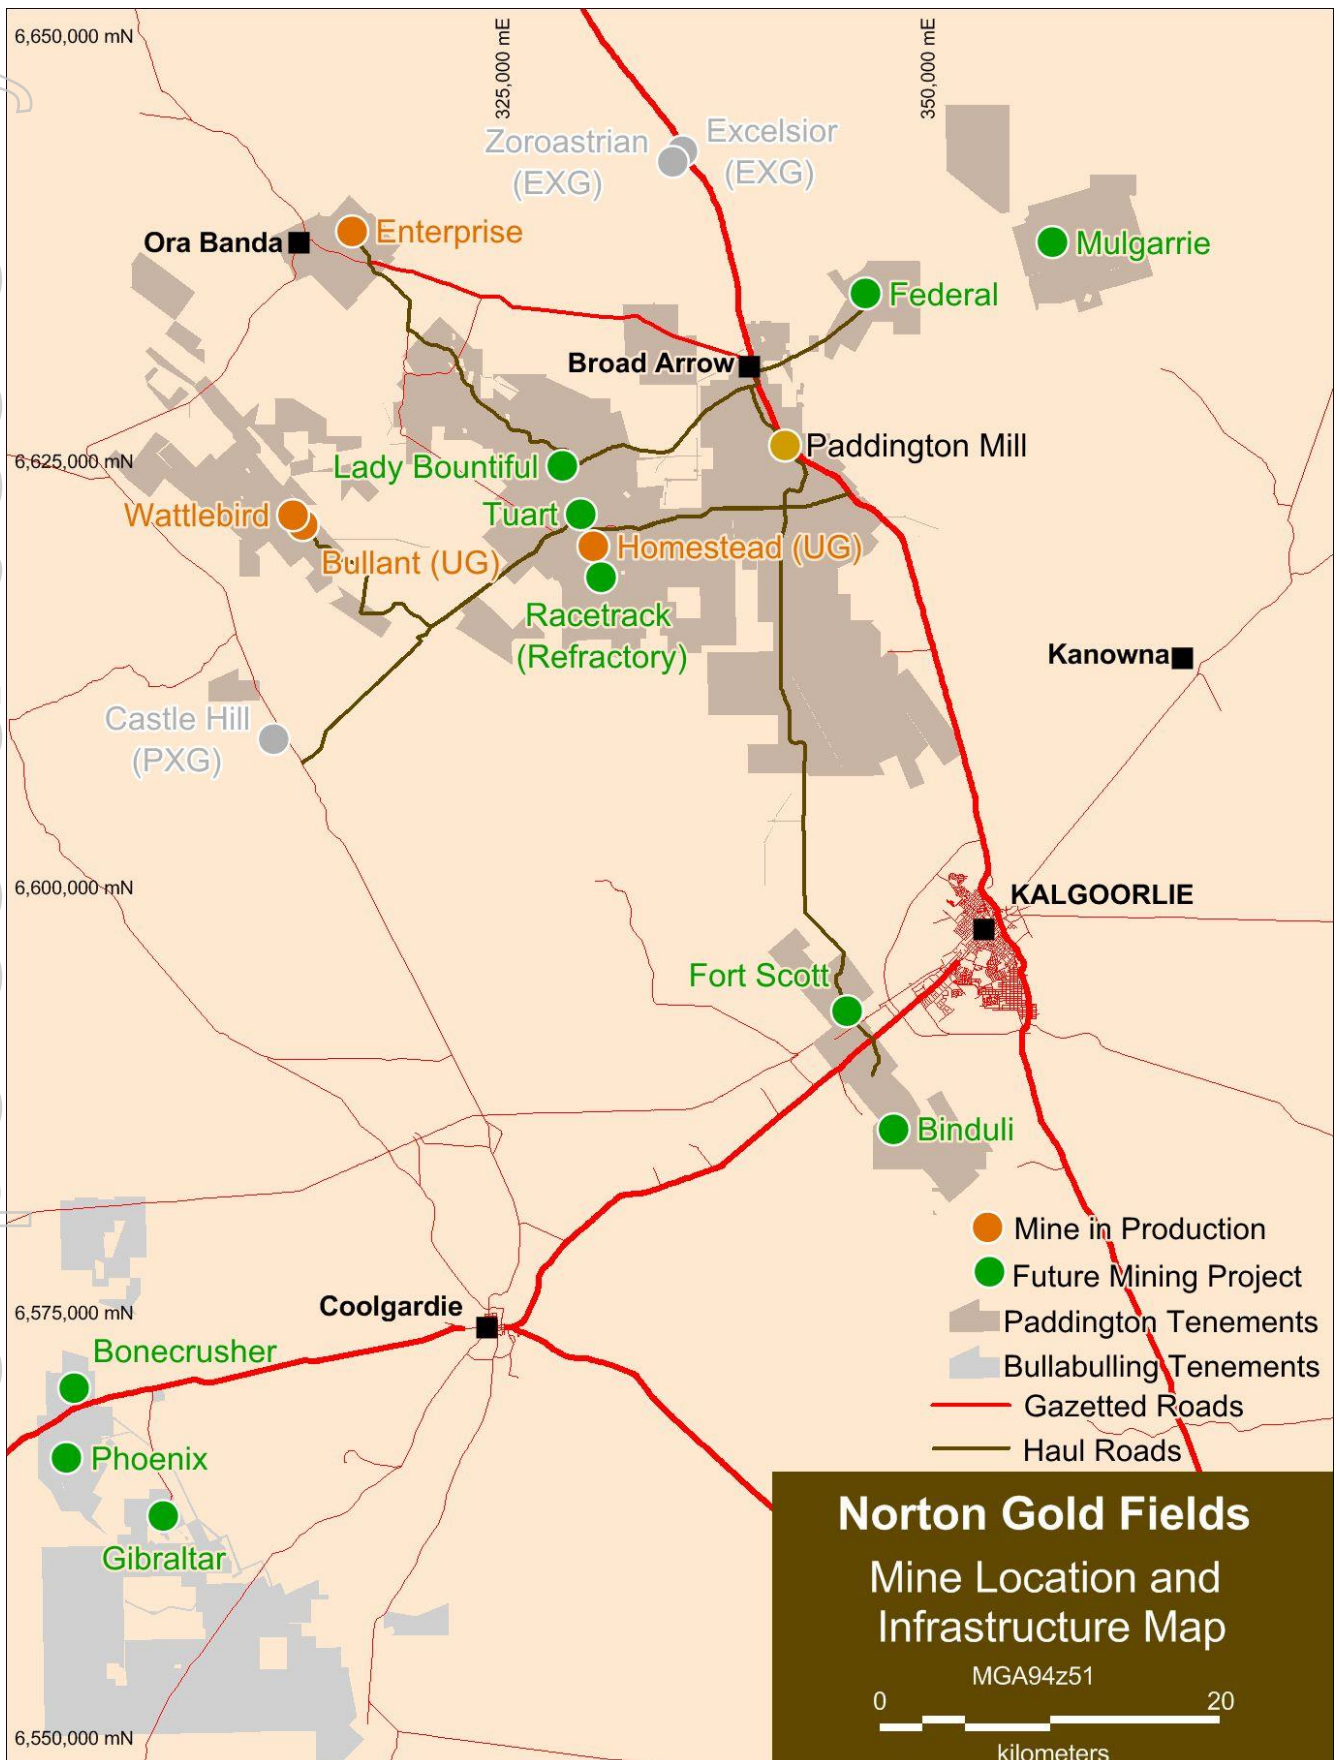 6,650,000 mN
325,000 mE
350,000 mE
Zoroastrian
(EXG)
Excelsior
(EXG)
Ora Banda
Enterprise
Mulgarrie
Federal
Broad Arrow
Paddington Mill
6,625,000 mN
Lady Bountiful
Wattlebird
Tuart
Bullant (UG)
Homestead (UG)
Racetrack
(Refractory)
Kanowna
Castle Hill
(PXG)
6,600,000 mN
KALGOORLIE
Fort Scott
Binduli
Mine in Production
Future Mining Project
Paddington Tenements
Bullabulling Tenements
Gazetted Roads
Haul Roads
6,575,000 mN
Coolgardie
Bonecrusher
Phoenix
Gibraltar
6,550,000 mN
Norton Gold Fields
Mine Location and
Infrastructure Map
MGA94z51
0 20
kilometers